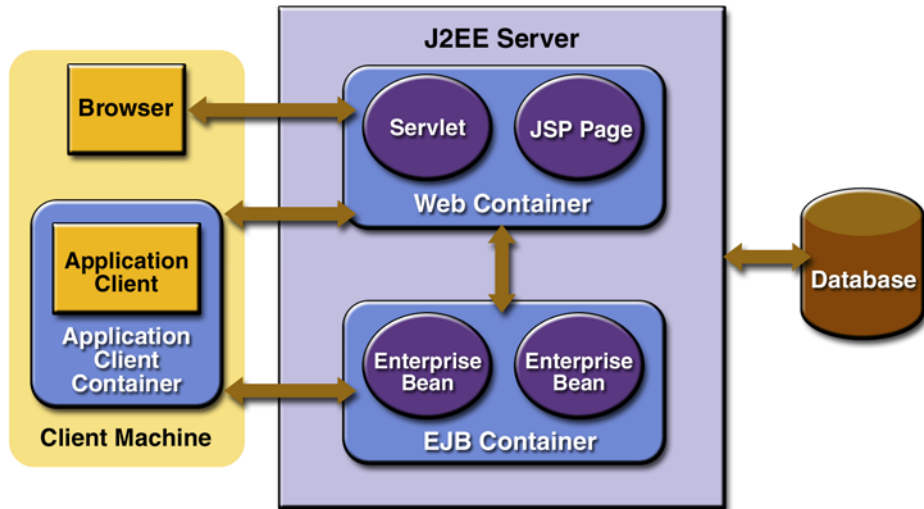 J2EE Server
Browser
Servlet
JSP Page
Web Container
Application
Client
Application
Client
Container
Client Machine
Enterprise
Bean
Enterprise
Bean
EJB Container
Database